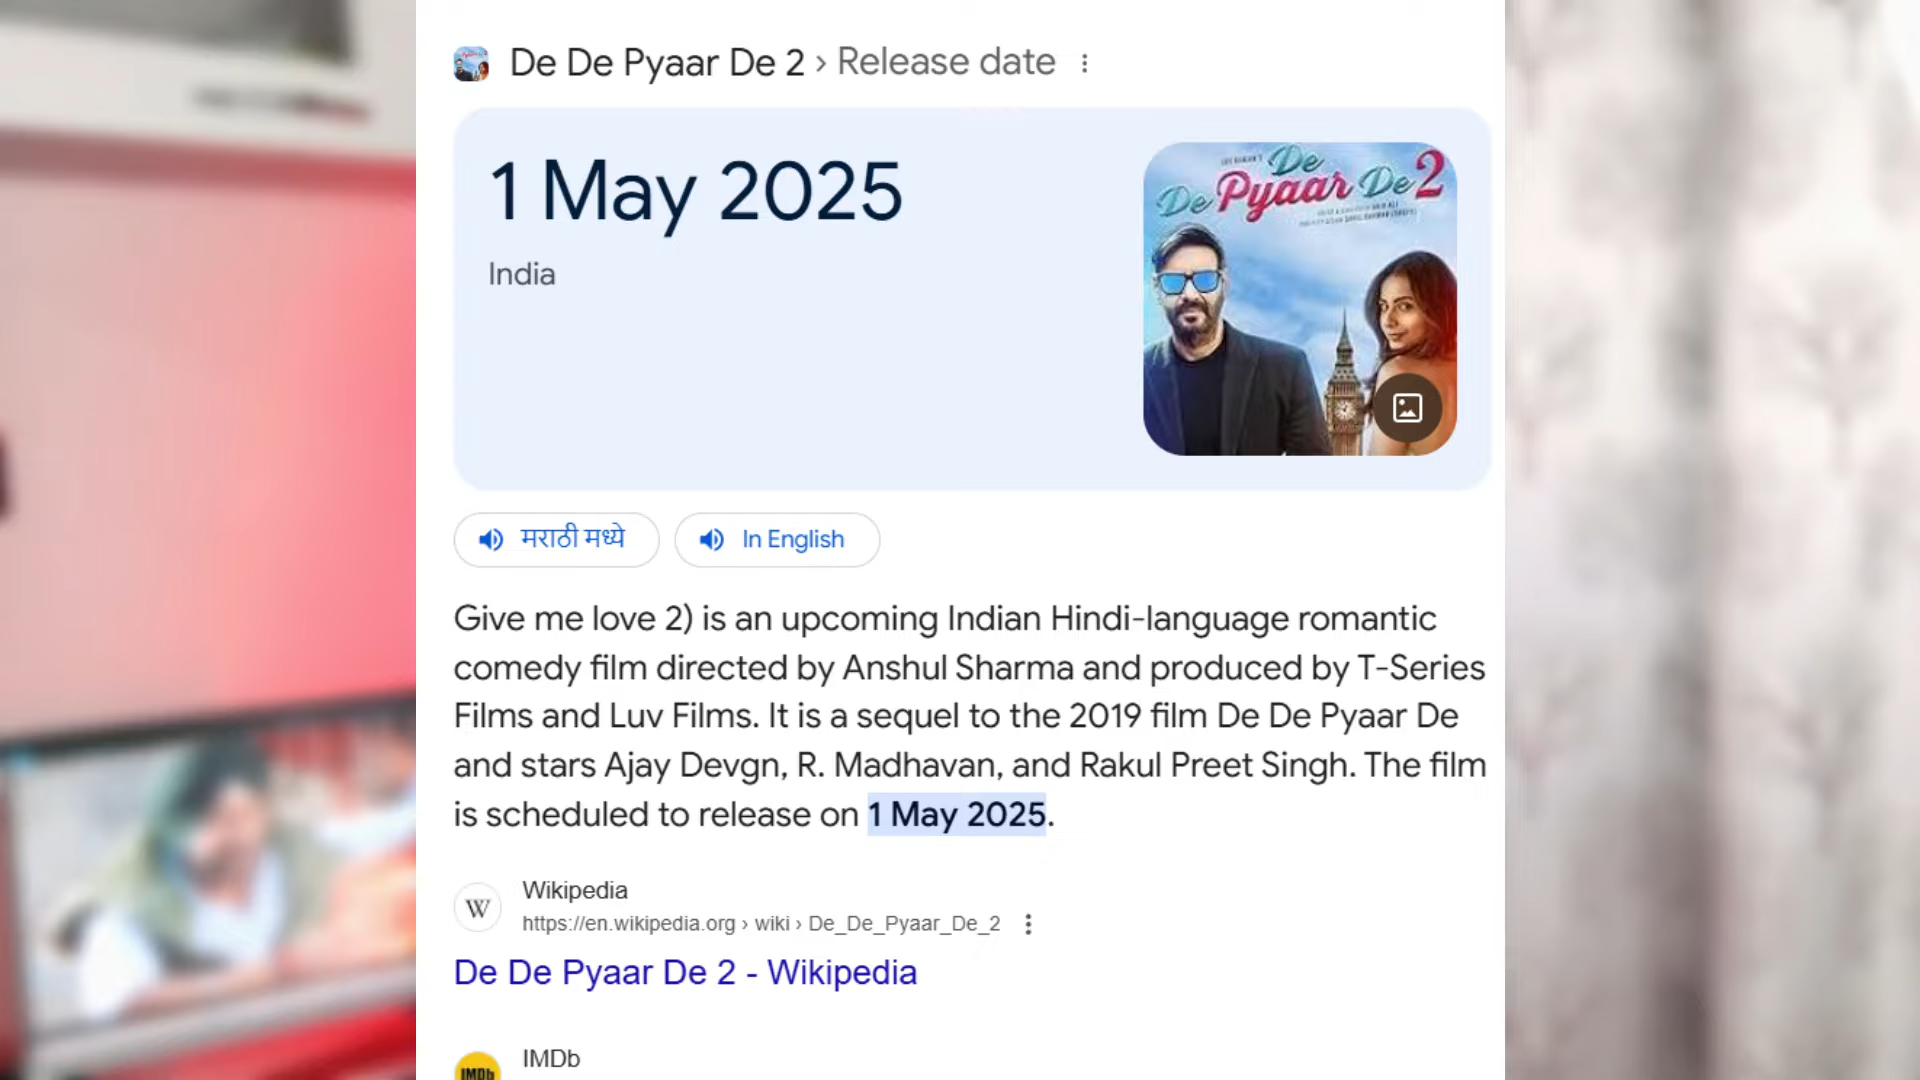 De De Pyaar De 2 › Release date
1 May 2025
India
De
De Pyaar De 2
मराठी मध्ये
In English
Give me love 2) is an upcoming Indian Hindi-language romantic
comedy film directed by Anshul Sharma and produced by T-Series
Films and Luv Films. It is a sequel to the 2019 film De De Pyaar De
and stars Ajay Devgn, R. Madhavan, and Rakul Preet Singh. The film
is scheduled to release on 1 May 2025.
W
Wikipedia
https://en.wikipedia.org › wiki › De_De_Pyaar_De_2
De De Pyaar De 2 - Wikipedia
IMDb
IMDb